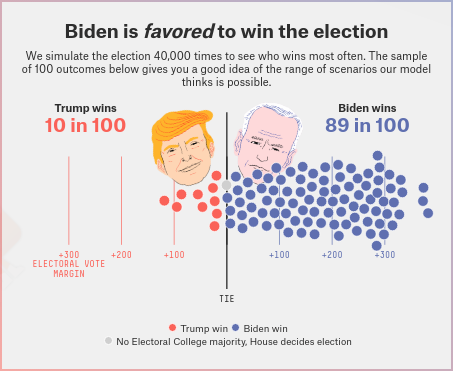 Biden is favored to win the election
We simulate the election 40,000 times to see who wins most often. The sample
of 100 outcomes below gives you a good idea of the range of scenarios our model
thinks is possible.
Trump wins
10 in 100
Biden wins
89 in 100
+300
+200
+100
+100
+200
+300
ELECTORAL VOTE
MARGIN
TIE
Trump win
Biden win
No Electoral College majority, House decides election